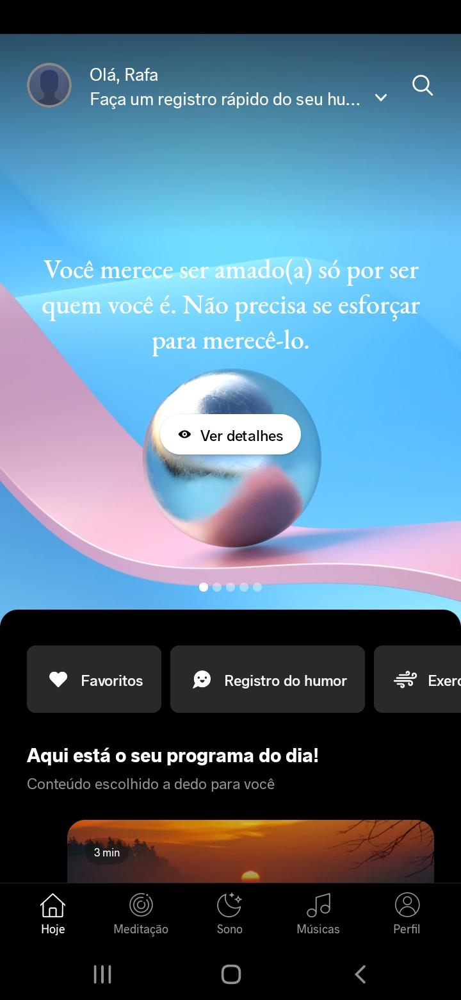 Olá, Rafa
Faça um registro rápido do seu hu...
Você merece ser amado(a) só por ser
quem você é. Não precisa se esforçar
para merecê-lo.
Ver detalhes
Favoritos
Registro do humor
Exerc
Aqui está o seu programa do dia!
Conteúdo escolhido a dedo para você
3 min
Hoje
Meditação
Sono
Músicas
Perfil